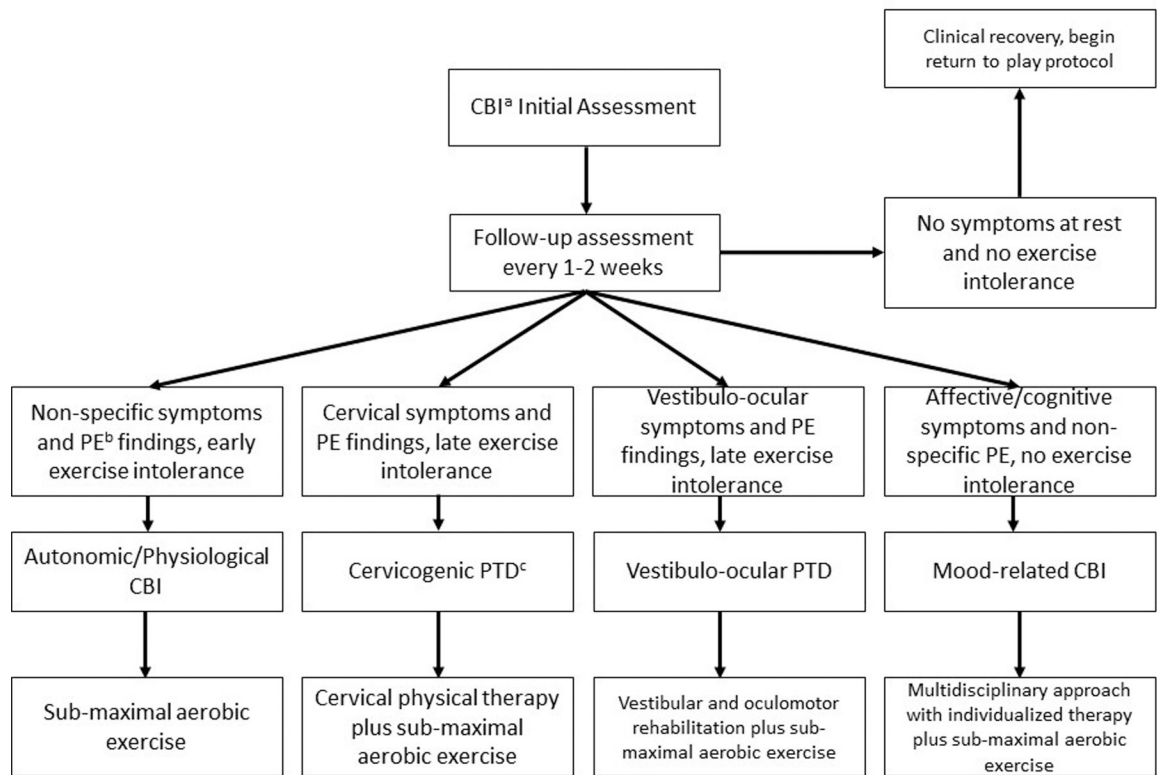 Clinical recovery, begin
return to play protocol
CBIᵃ Initial Assessment
No symptoms at rest
and no exercise
intolerance
Follow-up assessment
every 1-2 weeks
Non-specific symptoms
and PEᵇ findings, early
exercise intolerance
Cervical symptoms and
PE findings, late exercise
intolerance
Vestibulo-ocular
symptoms and PE
findings, late exercise
intolerance
Affective/cognitive
symptoms and non-
specific PE, no exercise
intolerance
Autonomic/Physiological
CBI
Cervicogenic PTDᶜ
Vestibulo-ocular PTD
Mood-related CBI
Sub-maximal aerobic
exercise
Cervical physical therapy
plus sub-maximal
aerobic exercise
Vestibular and oculomotor
rehabilitation plus sub-
maximal aerobic exercise
Multidisciplinary approach
with individualized therapy
plus sub-maximal aerobic
exercise